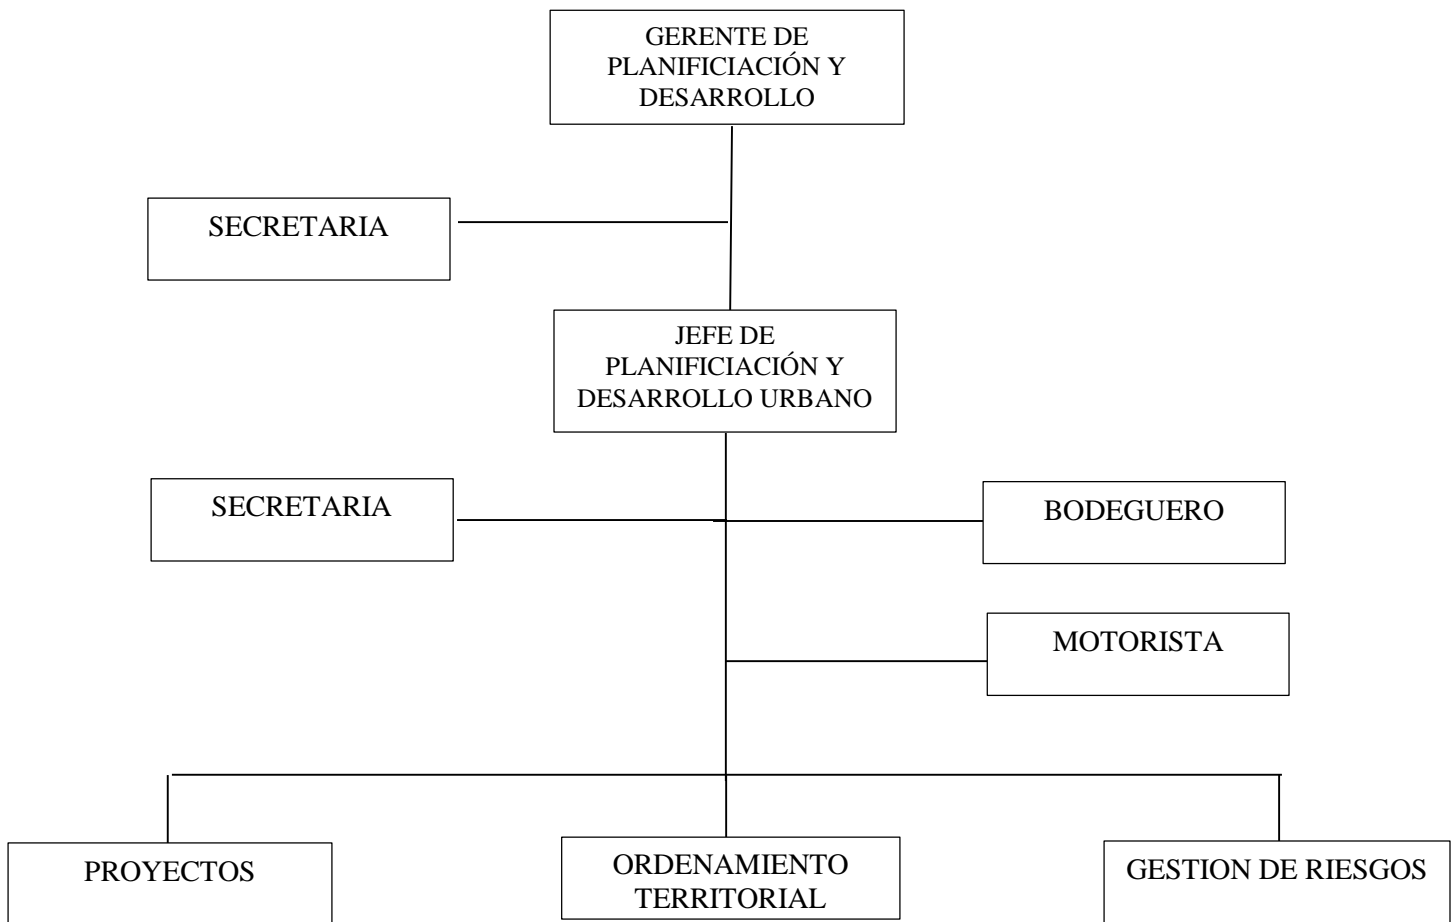 GERENTE DE
PLANIFICIACIÓN Y
DESARROLLO
SECRETARIA
JEFE DE
PLANIFICIACIÓN Y
DESARROLLO URBANO
SECRETARIA
BODEGUERO
MOTORISTA
PROYECTOS
ORDENAMIENTO
TERRITORIAL
GESTION DE RIESGOS